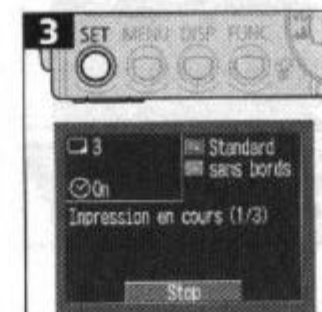 3 SET MENU DISP FUNC.
3 Standard
sans bords
On
Impression en cours (1/3)
Stop